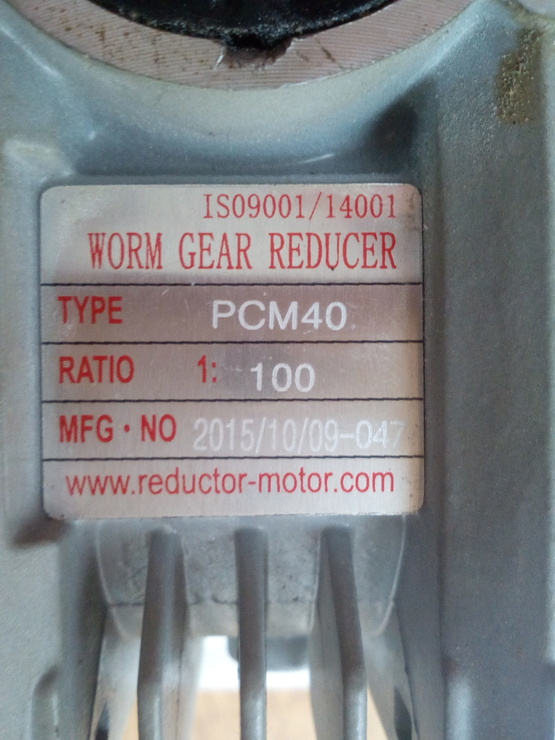 ISO9001/14001
WORM GEAR REDUCER
TYPE PCM40
RATIO 1: 100
MFG·NO 2015/10/09-047
www.reductor-motor.com